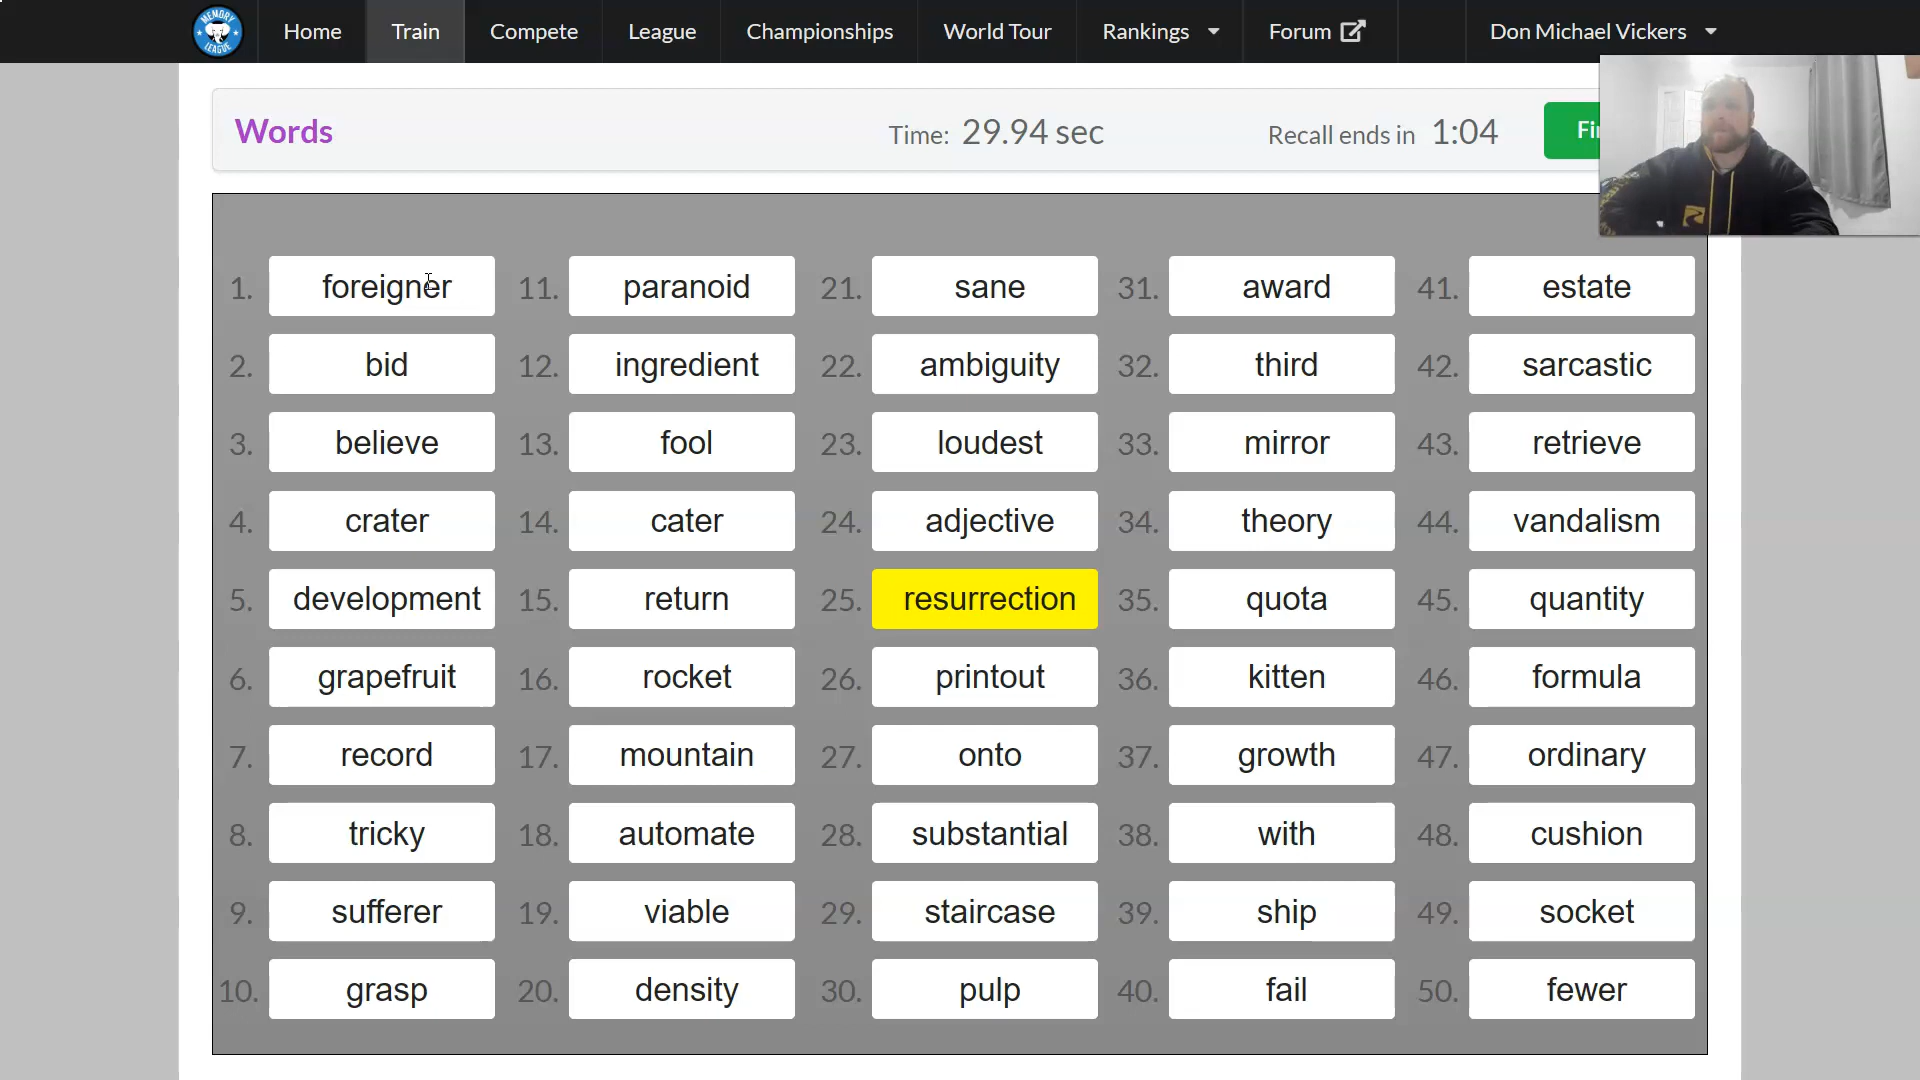 MEMORY LEAGUE Home Train Compete League Championships World Tour Rankings Forum Don Michael Vickers
Words Time: 29.94 sec Recall ends in 1:04
1. foreigner 11. paranoid 21. sane 31. award 41. estate
2. bid 12. ingredient 22. ambiguity 32. third 42. sarcastic
3. believe 13. fool 23. loudest 33. mirror 43. retrieve
4. crater 14. cater 24. adjective 34. theory 44. vandalism
5. development 15. return 25. resurrection 35. quota 45. quantity
6. grapefruit 16. rocket 26. printout 36. kitten 46. formula
7. record 17. mountain 27. onto 37. growth 47. ordinary
8. tricky 18. automate 28. substantial 38. with 48. cushion
9. sufferer 19. viable 29. staircase 39. ship 49. socket
10. grasp 20. density 30. pulp 40. fail 50. fewer